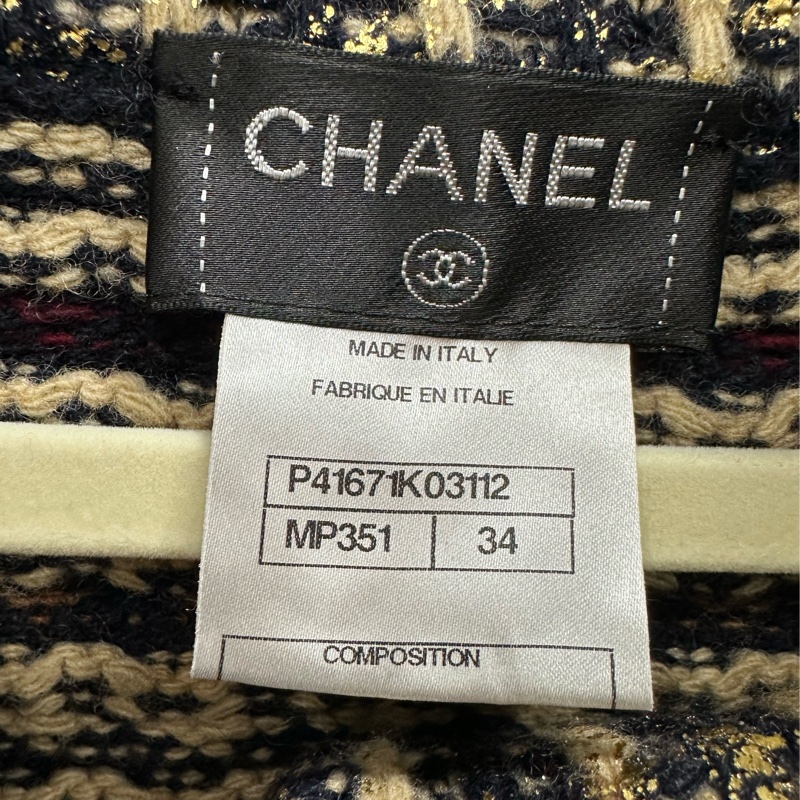 CHANEL
MADE IN ITALY
FABRIQUE EN ITALIE
P41671K03112
MP351 34
COMPOSITION